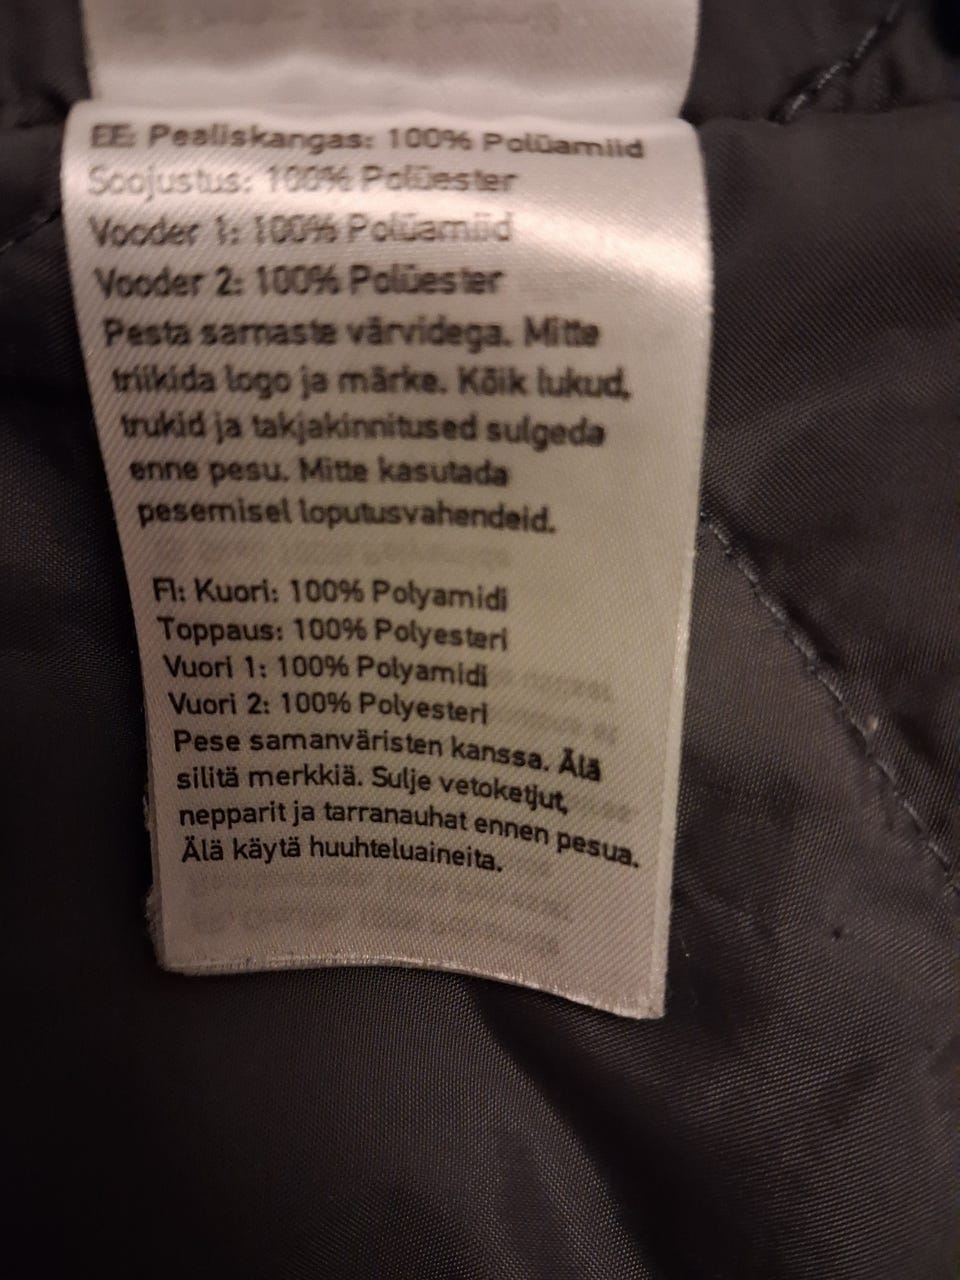 EE: Pealiskangas: 100% Polüamiid
Soojustus: 100% Polüester
Vooder 1: 100% Polüamiid
Vooder 2: 100% Polüester
Pesta sarnaste värvidega. Mitte
triikida logo ja märke. Kõik lukud,
trukid ja takjakinnitused sulgeda
enne pesu. Mitte kasutada
pesemisel loputusvahendeid.
FI: Kuori: 100% Polyamidi
Toppaus: 100% Polyesteri
Vuori 1: 100% Polyamidi
Vuori 2: 100% Polyesteri
Pese samanväristen kanssa. Älä
silitä merkkiä. Sulje vetoketjut,
nepparit ja tarranauhat ennen pesua.
Älä käytä huuhteluaineita.